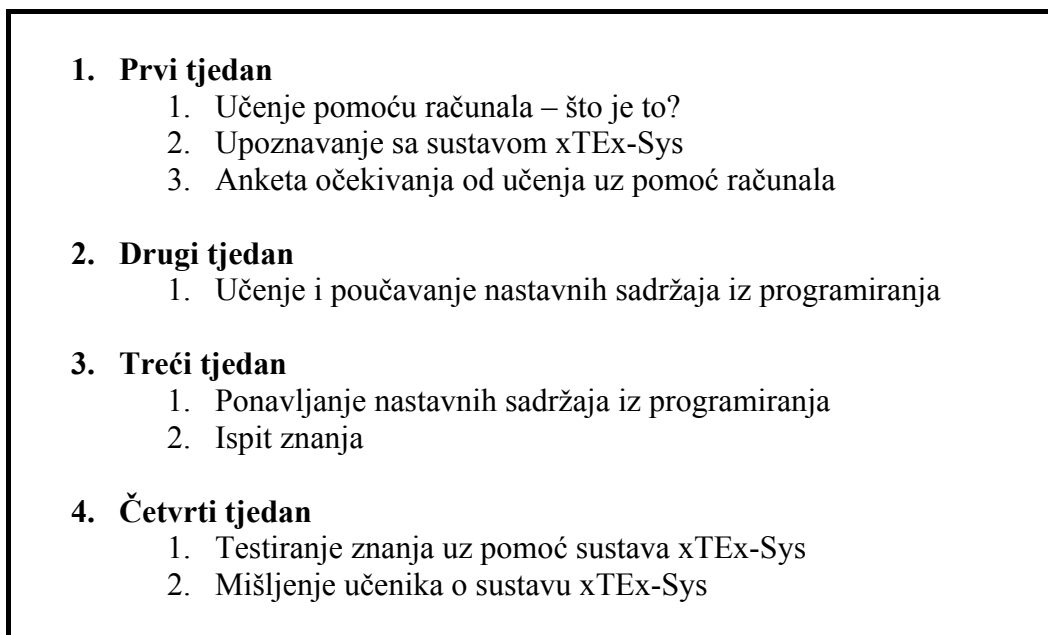 1. Prvi tjedan
1. Učenje pomoću računala – što je to?
2. Upoznavanje sa sustavom xTEx-Sys
3. Anketa očekivanja od učenja uz pomoć računala
2. Drugi tjedan
1. Učenje i poučavanje nastavnih sadržaja iz programiranja
3. Treći tjedan
1. Ponavljanje nastavnih sadržaja iz programiranja
2. Ispit znanja
4. Četvrti tjedan
1. Testiranje znanja uz pomoć sustava xTEx-Sys
2. Mišljenje učenika o sustavu xTEx-Sys